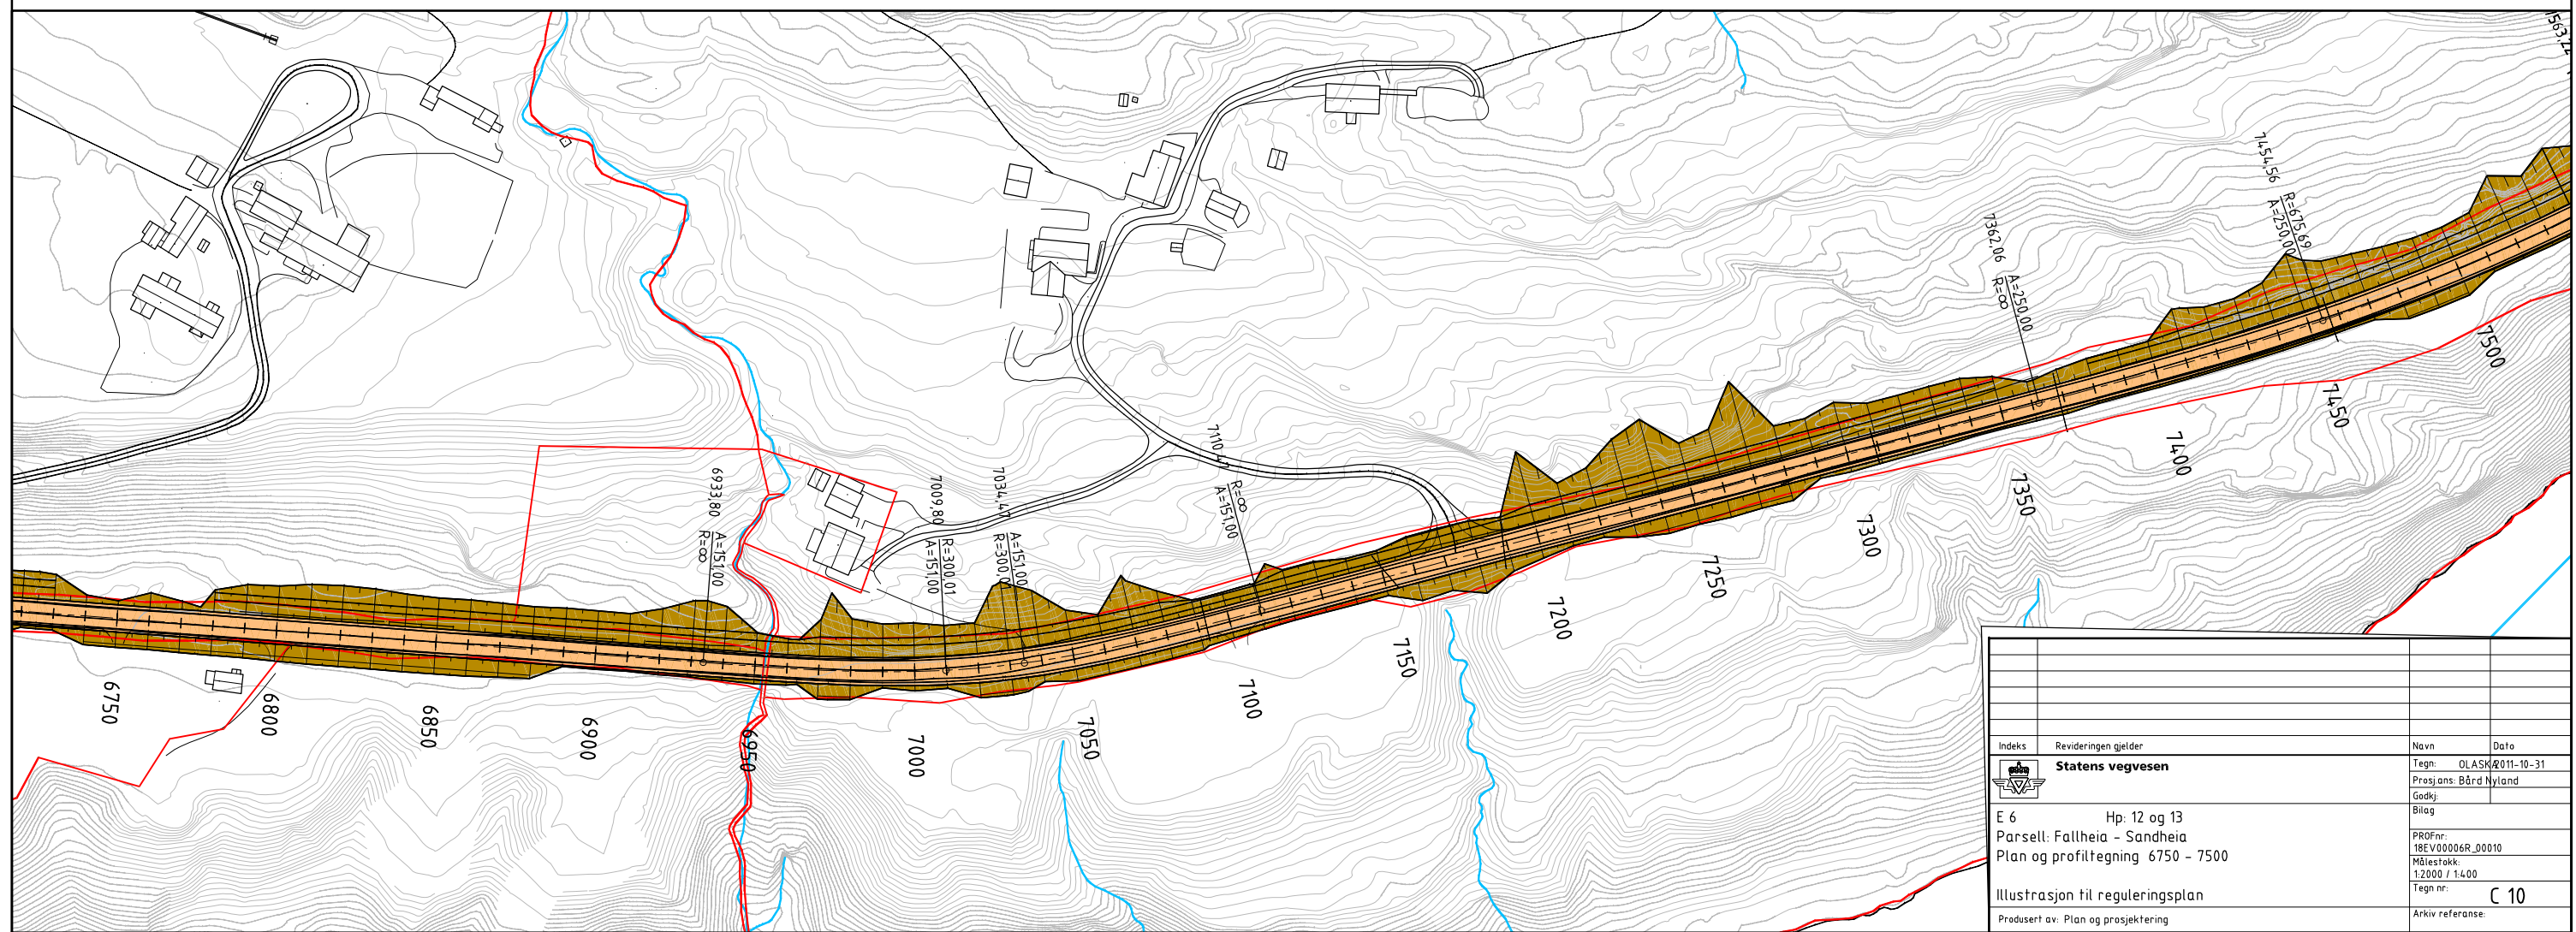 1563,24
7454,56
R=675,69
A=250,00
7362,06
A=250,00
R=∞
7110,47
R=∞
A=151,00
7034,47
A=151,00
R=300,01
7009,80
R=300,01
A=151,00
6933,80
A=151,00
R=∞
6750
6800
6850
6900
6950
7000
7050
7100
7150
7200
7250
7300
7350
7400
7450
7500
Indeks Revideringen gjelder Navn Dato
Statens vegvesen
Tegn: OLASKA 2011-10-31
Prosj.ans: Bård Nyland
Godkj:
Bilag
E 6 Hp: 12 og 13
Parsell: Fallheia - Sandheia
Plan og profiltegning 6750 - 7500
PROFnr:
18EV00006R_00010
Målestokk:
1:2000 / 1:400
Illustrasjon til reguleringsplan
Tegn nr: C 10
Produsert av: Plan og prosjektering
Arkiv referanse: